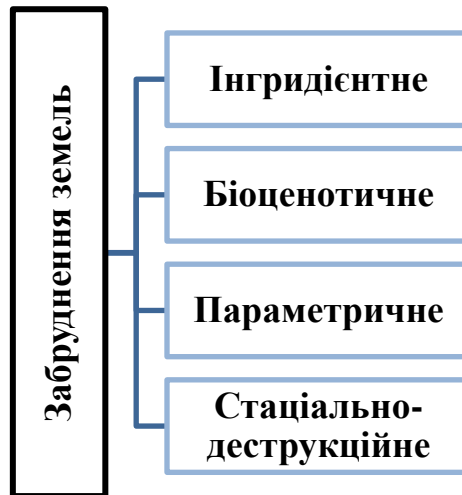 Забруднення земель
Інгридієнтне
Біоценотичне
Параметричне
Стаціально-
деструкційне